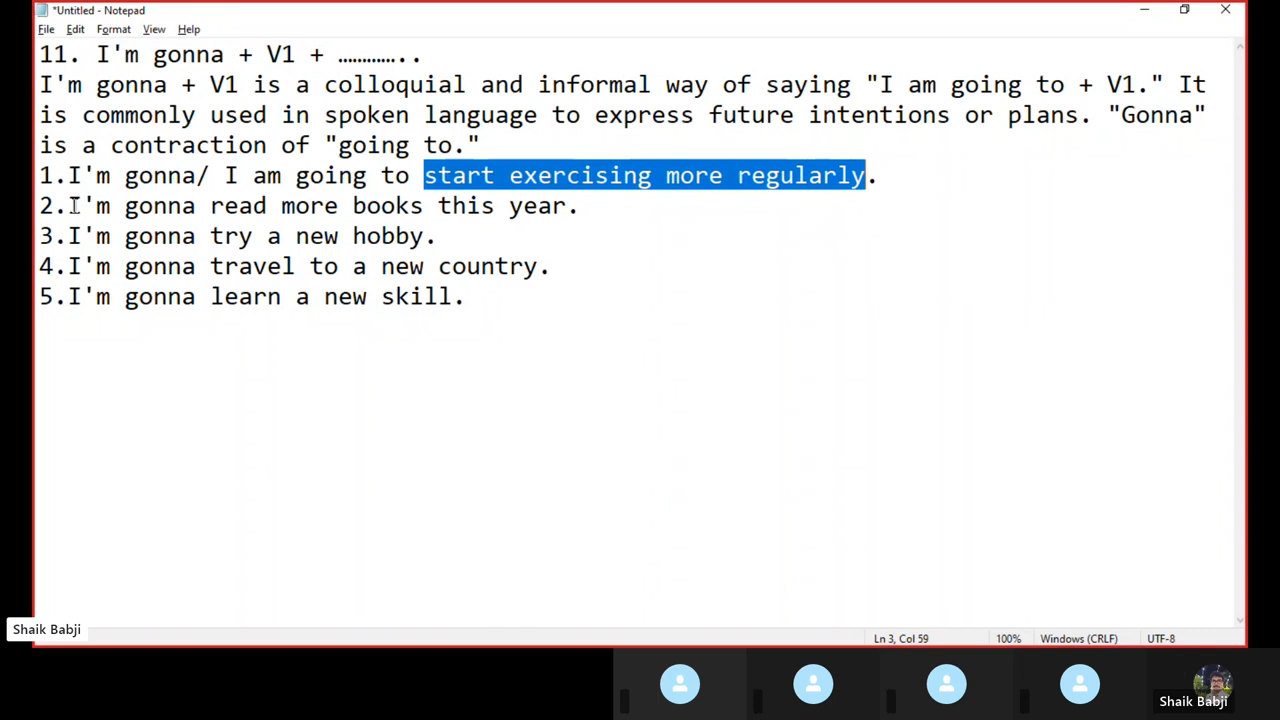 *Untitled - Notepad
File Edit Format View Help
11. I'm gonna + V1 + …………..
I'm gonna + V1 is a colloquial and informal way of saying "I am going to + V1." It
is commonly used in spoken language to express future intentions or plans. "Gonna"
is a contraction of "going to."
1.I'm gonna/ I am going to start exercising more regularly.
2.I'm gonna read more books this year.
3.I'm gonna try a new hobby.
4.I'm gonna travel to a new country.
5.I'm gonna learn a new skill.
Shaik Babji
Ln 3, Col 59 100% Windows (CRLF) UTF-8
Shaik Babji